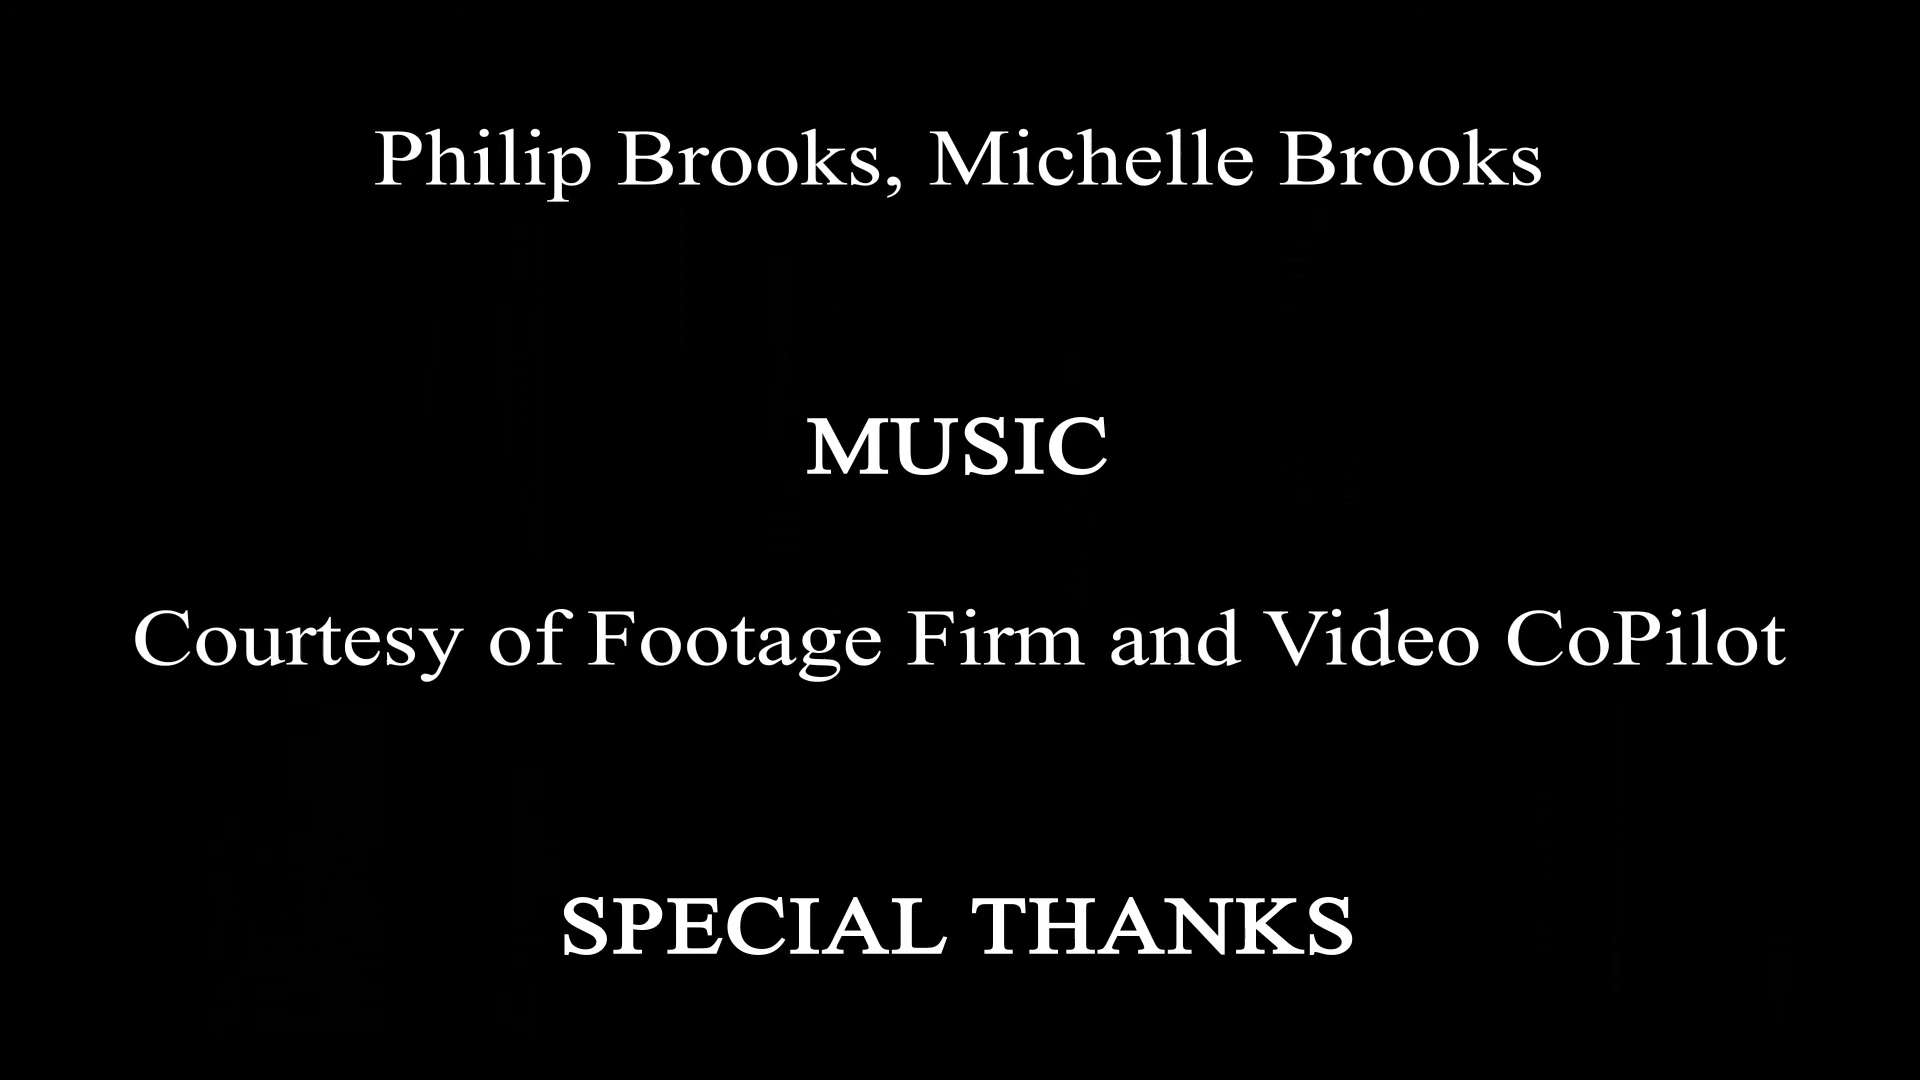 Philip Brooks, Michelle Brooks
MUSIC
Courtesy of Footage Firm and Video CoPilot
SPECIAL THANKS